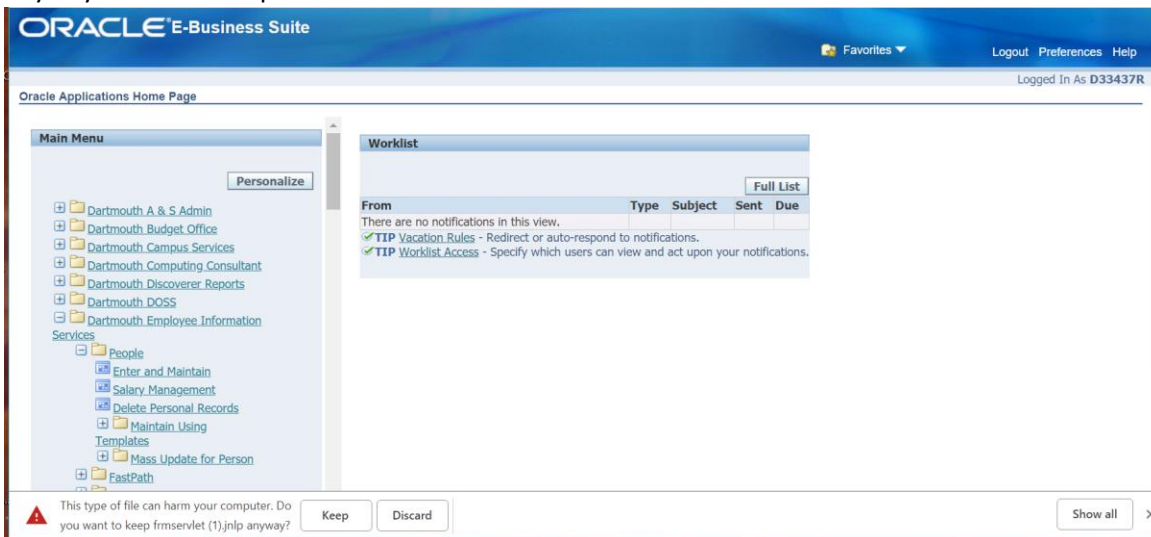 ORACLE® E-Business Suite
Favorites
Logout Preferences Help
Logged In As D33437R
Oracle Applications Home Page
Main Menu
Personalize
Dartmouth A & S Admin
Dartmouth Budget Office
Dartmouth Campus Services
Dartmouth Computing Consultant
Dartmouth Discoverer Reports
Dartmouth DOSS
Dartmouth Employee Information
Services
People
Enter and Maintain
Salary Management
Delete Personal Records
Maintain Using
Templates
Mass Update for Person
FastPath
Worklist
Full List
From Type Subject Sent Due
There are no notifications in this view.
TIP Vacation Rules - Redirect or auto-respond to notifications.
TIP Worklist Access - Specify which users can view and act upon your notifications.
This type of file can harm your computer. Do
you want to keep frmservlet (1).jnlp anyway?
Keep
Discard
Show all